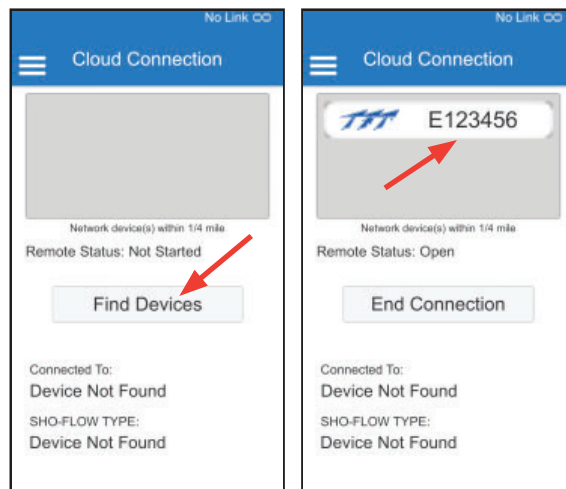 No Link
Cloud Connection
Network device(s) within 1/4 mile
Remote Status: Not Started
Find Devices
Connected To:
Device Not Found
SHO-FLOW TYPE:
Device Not Found
No Link
Cloud Connection
TFT E123456
Network device(s) within 1/4 mile
Remote Status: Open
End Connection
Connected To:
Device Not Found
SHO-FLOW TYPE:
Device Not Found